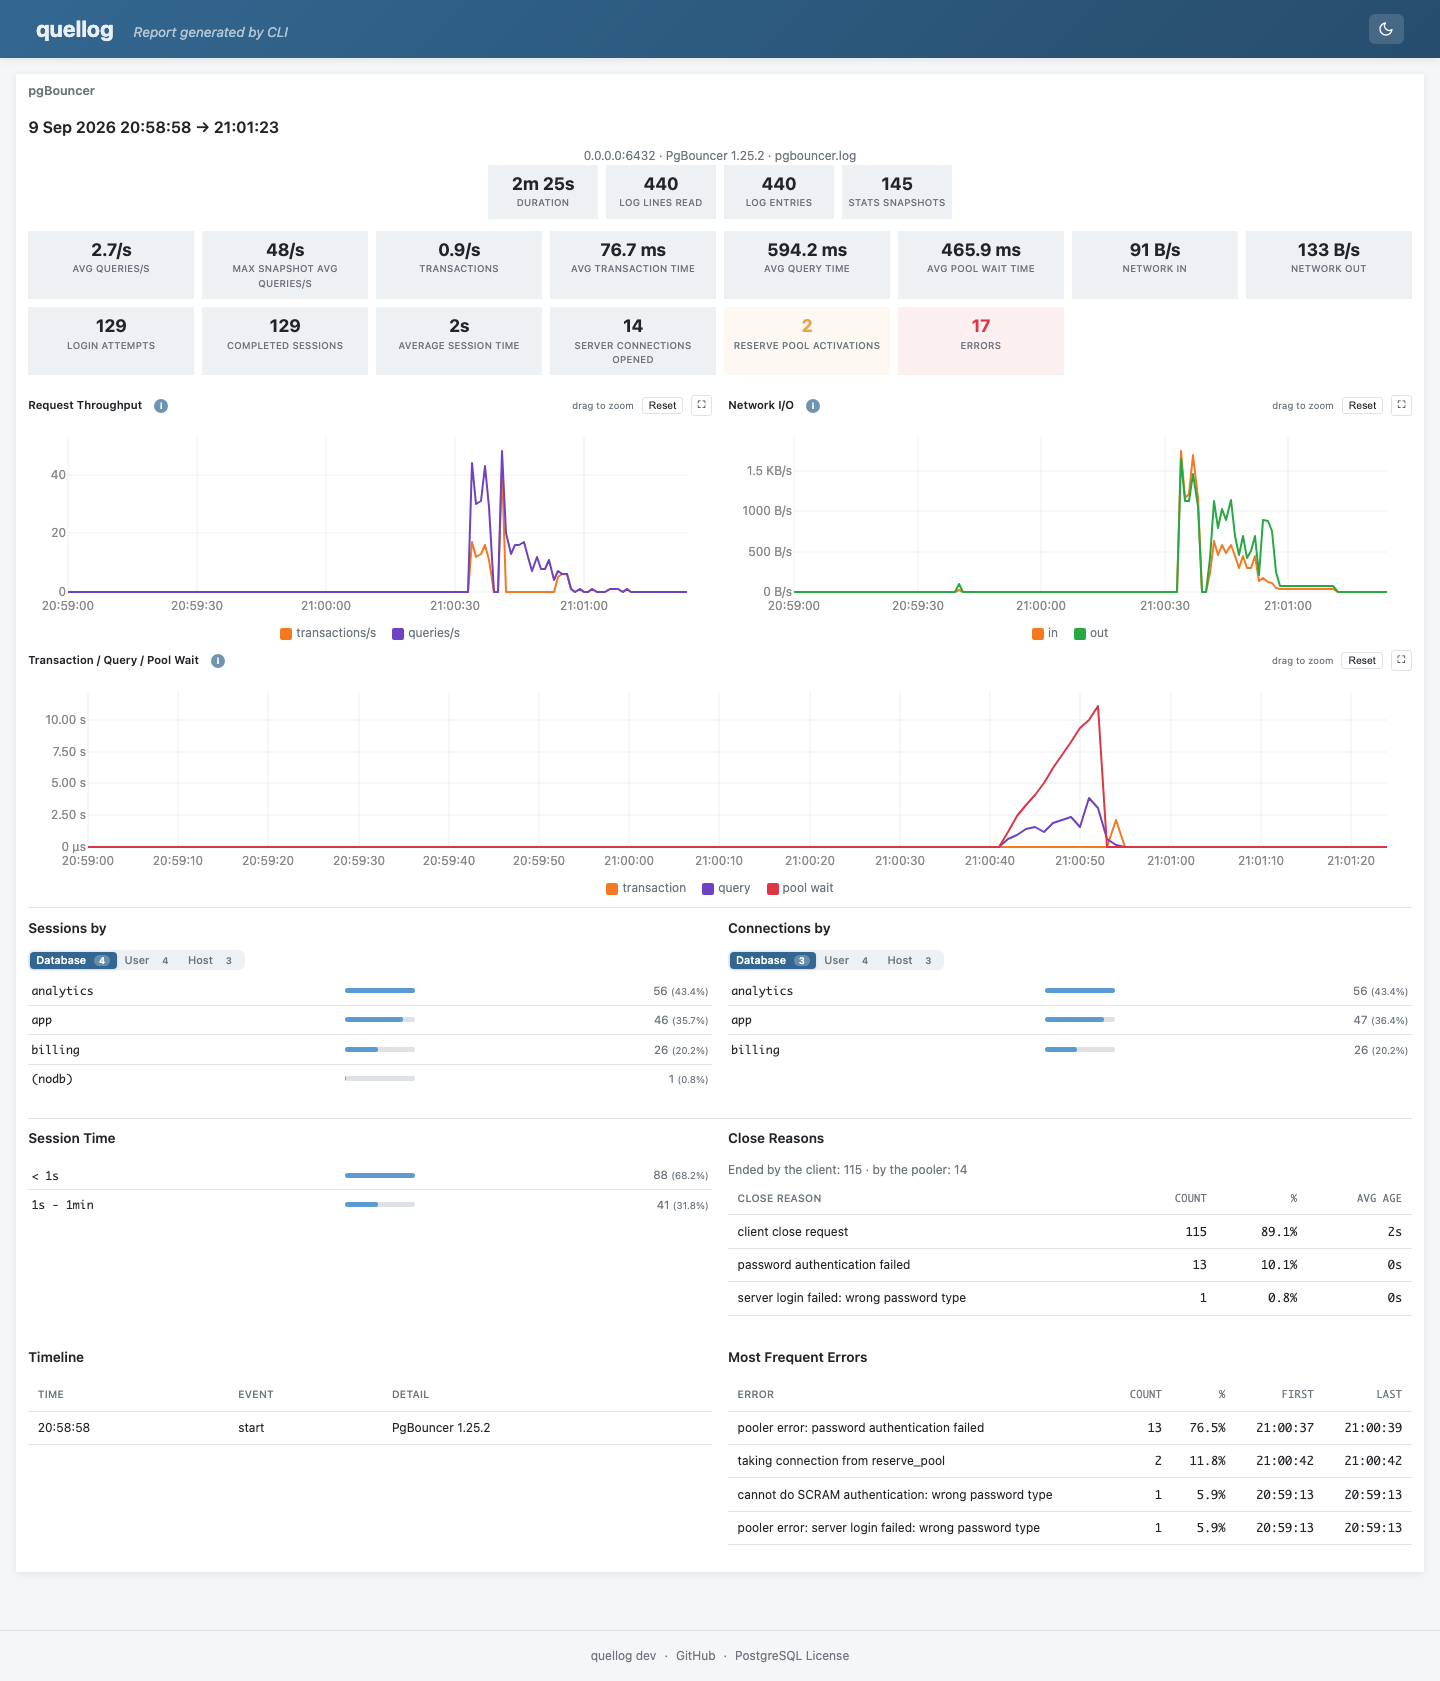 quellog Report generated by CLI
pgBouncer
9 Sep 2026 20:58:58 → 21:01:23
0.0.0.0:6432 · PgBouncer 1.25.2 · pgbouncer.log
2m 25s 440 440 145
DURATION LOG LINES READ LOG ENTRIES STATS SNAPSHOTS
2.7/s 48/s 0.9/s 76.7 ms 594.2 ms 465.9 ms 91 B/s 133 B/s
AVG QUERIES/S MAX SNAPSHOT AVG QUERIES/S TRANSACTIONS AVG TRANSACTION TIME AVG QUERY TIME AVG POOL WAIT TIME NETWORK IN NETWORK OUT
129 129 2s 14 2 17
LOGIN ATTEMPTS COMPLETED SESSIONS AVERAGE SESSION TIME SERVER CONNECTIONS OPENED RESERVE POOL ACTIVATIONS ERRORS
Request Throughput i drag to zoom Reset
40
20
0
20:59:00 20:59:30 21:00:00 21:00:30 21:01:00
transactions/s queries/s
Network I/O i drag to zoom Reset
1.5 KB/s
1000 B/s
500 B/s
0 B/s
20:59:00 20:59:30 21:00:00 21:00:30 21:01:00
in out
Transaction / Query / Pool Wait i drag to zoom Reset
10.00 s
7.50 s
5.00 s
2.50 s
0 µs
20:59:00 20:59:10 20:59:20 20:59:30 20:59:40 20:59:50 21:00:00 21:00:10 21:00:20 21:00:30 21:00:40 21:00:50 21:01:00 21:01:10 21:01:20
transaction query pool wait
Sessions by
Database 4 User 4 Host 3
analytics 56 (43.4%)
app 46 (35.7%)
billing 26 (20.2%)
(nodb) 1 (0.8%)
Connections by
Database 3 User 4 Host 3
analytics 56 (43.4%)
app 47 (36.4%)
billing 26 (20.2%)
Session Time
< 1s 88 (68.2%)
1s - 1min 41 (31.8%)
Close Reasons
Ended by the client: 115 · by the pooler: 14
CLOSE REASON COUNT % AVG AGE
client close request 115 89.1% 2s
password authentication failed 13 10.1% 0s
server login failed: wrong password type 1 0.8% 0s
Timeline
TIME EVENT DETAIL
20:58:58 start PgBouncer 1.25.2
Most Frequent Errors
ERROR COUNT % FIRST LAST
pooler error: password authentication failed 13 76.5% 21:00:37 21:00:39
taking connection from reserve_pool 2 11.8% 21:00:42 21:00:42
cannot do SCRAM authentication: wrong password type 1 5.9% 20:59:13 20:59:13
pooler error: server login failed: wrong password type 1 5.9% 20:59:13 20:59:13
quellog dev · GitHub · PostgreSQL License